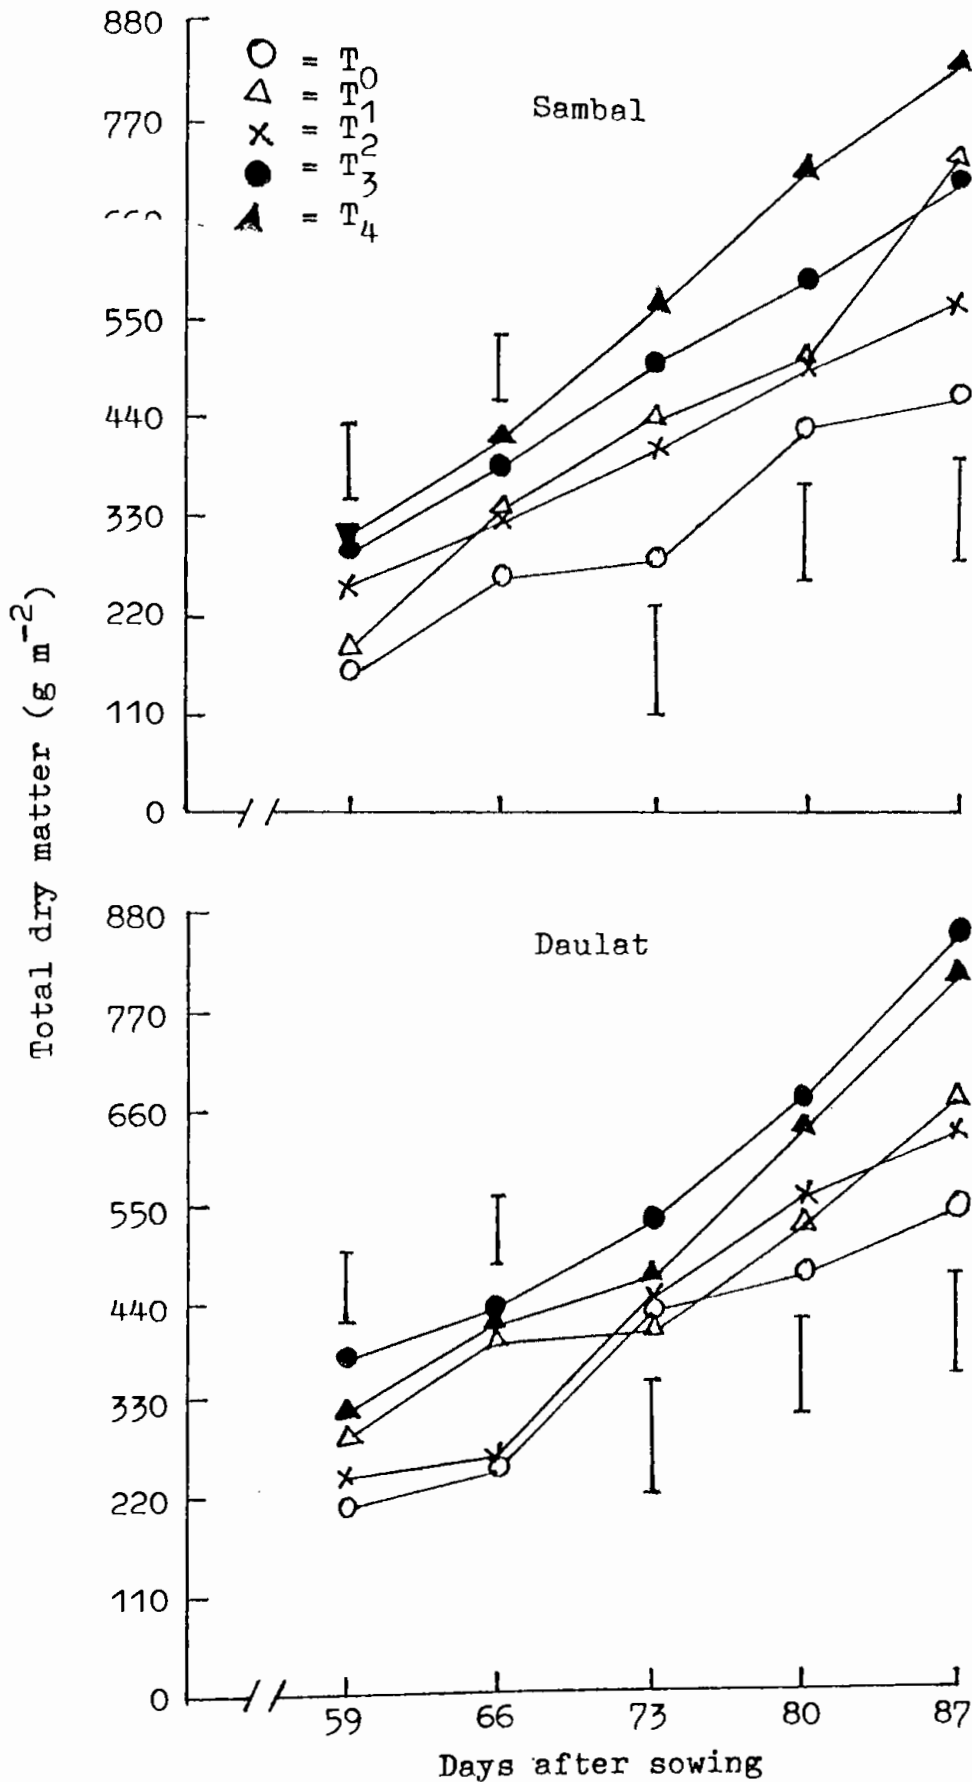 880
770
550
440
330
220
110
0
○ = T0
△ = T1
× = T2
● = T3
▲ = T4
Sambal
Total dry matter (g m-2)
880
770
660
550
440
330
220
110
0
Daulat
59 66 73 80 87
Days after sowing